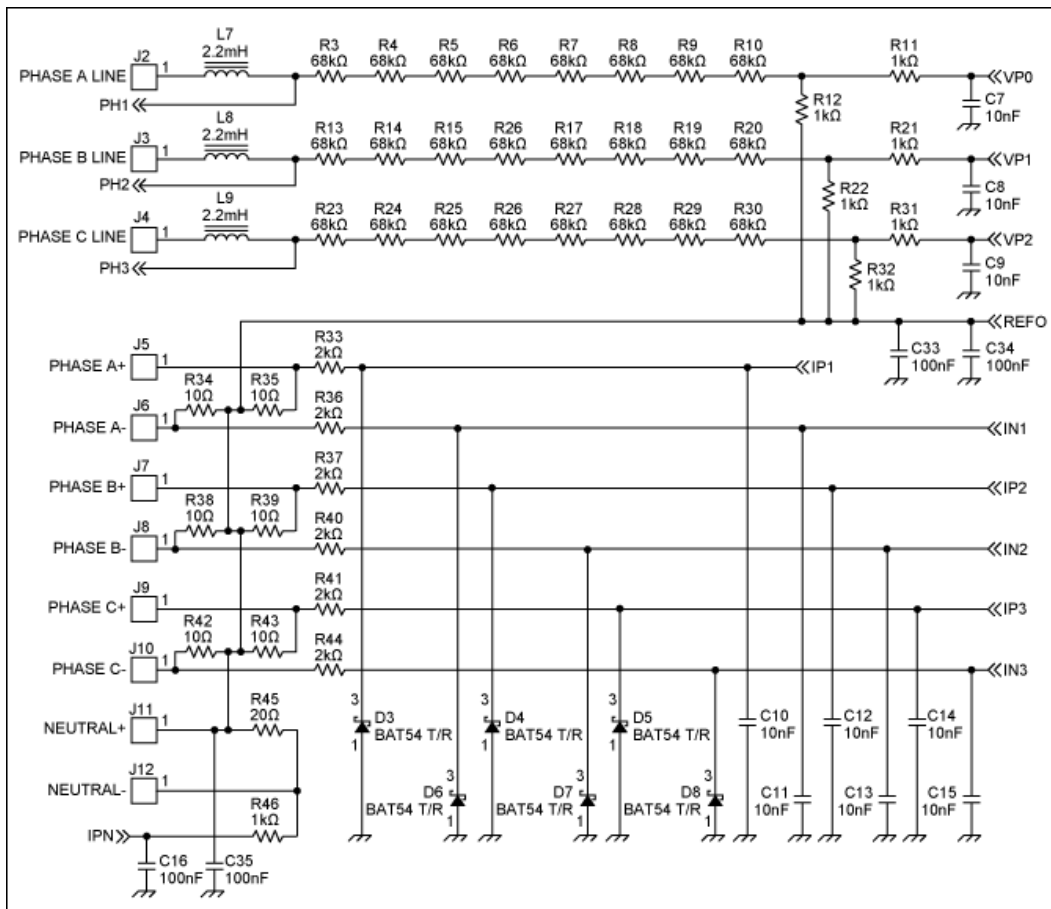 L7
2.2mH
J2
PHASE A LINE 1
R3 R4 R5 R6 R7 R8 R9 R10 R11
68kΩ 68kΩ 68kΩ 68kΩ 68kΩ 68kΩ 68kΩ 68kΩ 1kΩ
VP0
PH1
R12
1kΩ
C7
10nF
L8
2.2mH
J3
PHASE B LINE 1
R13 R14 R15 R26 R17 R18 R19 R20 R21
68kΩ 68kΩ 68kΩ 68kΩ 68kΩ 68kΩ 68kΩ 68kΩ 1kΩ
VP1
PH2
R22
1kΩ
C8
10nF
L9
2.2mH
J4
PHASE C LINE 1
R23 R24 R25 R26 R27 R28 R29 R30 R31
68kΩ 68kΩ 68kΩ 68kΩ 68kΩ 68kΩ 68kΩ 68kΩ 1kΩ
VP2
PH3
R32
1kΩ
C9
10nF
REFO
C33
100nF
C34
100nF
J5
PHASE A+ 1
R33
2kΩ
IP1
R34
10Ω
R35
10Ω
J6
PHASE A- 1
R36
2kΩ
IN1
J7
PHASE B+ 1
R37
2kΩ
IP2
R38
10Ω
R39
10Ω
J8
PHASE B- 1
R40
2kΩ
IN2
J9
PHASE C+ 1
R41
2kΩ
IP3
R42
10Ω
R43
10Ω
J10
PHASE C- 1
R44
2kΩ
IN3
J11
NEUTRAL+ 1
R45
20Ω
3
D3
BAT54 T/R
1
3
D4
BAT54 T/R
1
3
D5
BAT54 T/R
1
C10
10nF
C12
10nF
C14
10nF
J12
NEUTRAL- 1
3
D6
BAT54 T/R
1
3
D7
BAT54 T/R
1
3
D8
BAT54 T/R
1
C11
10nF
C13
10nF
C15
10nF
R46
1kΩ
IPN
C16
100nF
C35
100nF